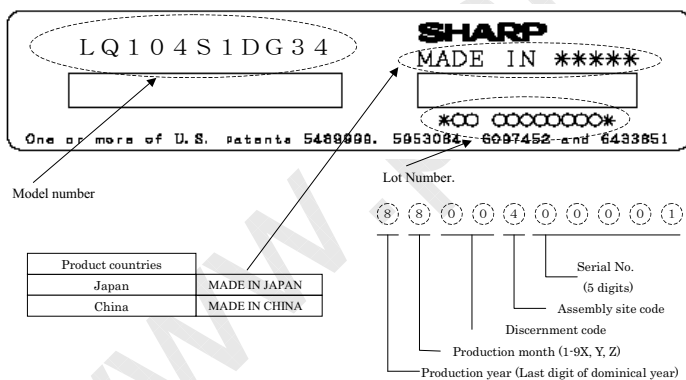 SHARP
LQ104S1DG34
MADE IN *****
*OO OOOOOOOO*
One or more of U.S. Patents 5489999. 5953084. 6097452 and 6433851
Model number
Lot Number.
8 8 0 0 4 0 0 0 0 1
Product countries
Japan MADE IN JAPAN
China MADE IN CHINA
Serial No.
(5 digits)
Assembly site code
Discernment code
Production month (1-9X, Y, Z)
Production year (Last digit of dominical year)